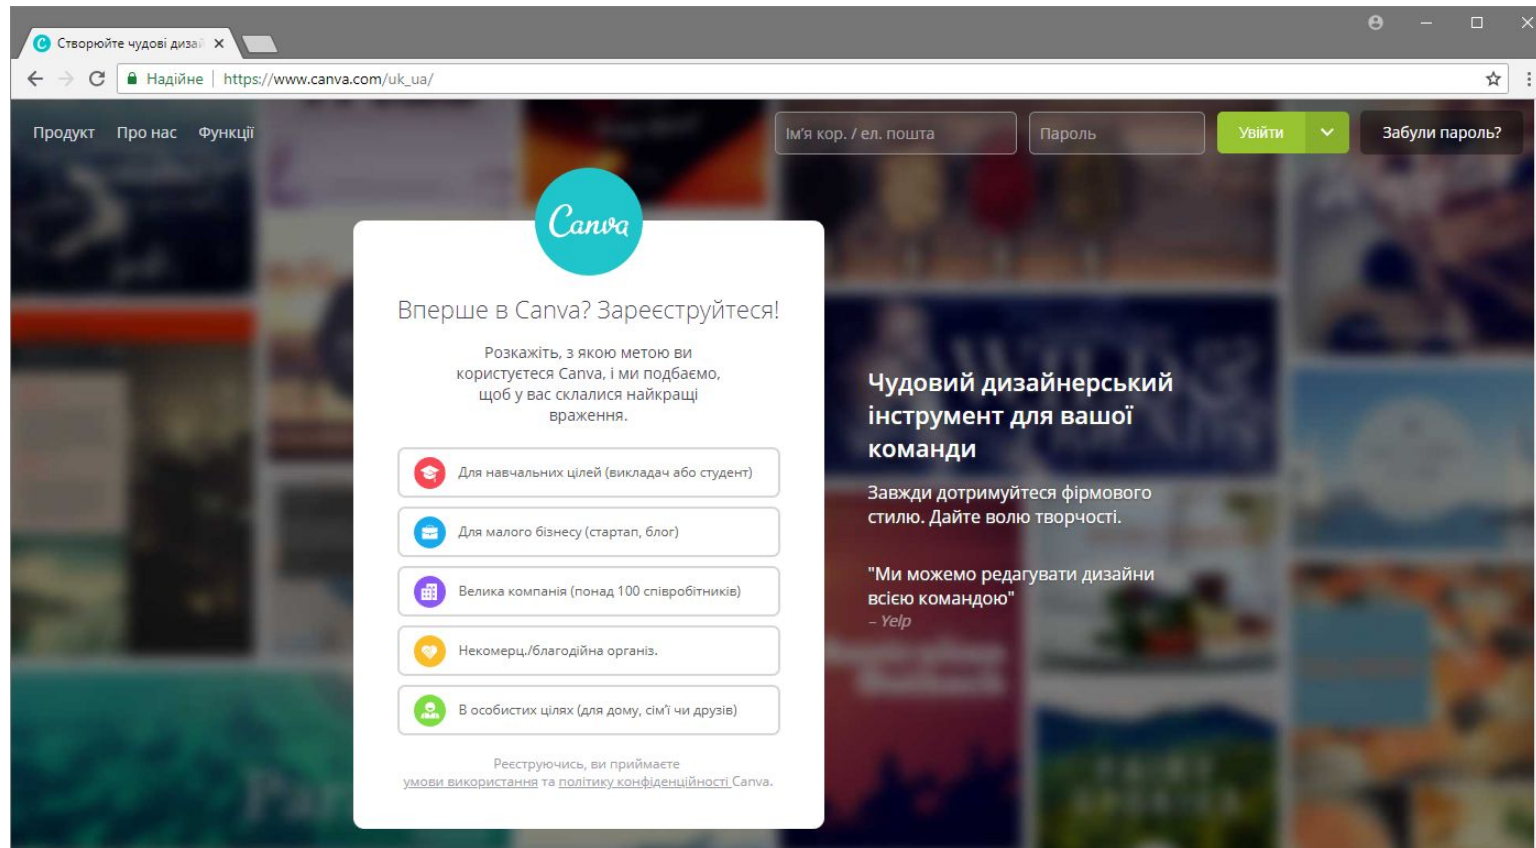 Створюйте чудові дизай
Надійне
https://www.canva.com/uk_ua/
Продукт Про нас Функції
Ім'я кор. / ел. пошта
Пароль
Увійти
Забули пароль?
Canva
Вперше в Canva? Зареєструйтеся!
Розкажіть, з якою метою ви
користуєтеся Canva, і ми подбаємо,
щоб у вас склалися найкращі
враження.
Для навчальних цілей (викладач або студент)
Для малого бізнесу (стартап, блог)
Велика компанія (понад 100 співробітників)
Некомерц./благодійна організ.
В особистих цілях (для дому, сім'ї чи друзів)
Реєструючись, ви приймаєте
умови використання та політику конфіденційності Canva.
Чудовий дизайнерський
інструмент для вашої
команди
Завжди дотримуйтеся фірмового
стилю. Дайте волю творчості.
"Ми можемо редагувати дизайни
всією командою"
– Yelp